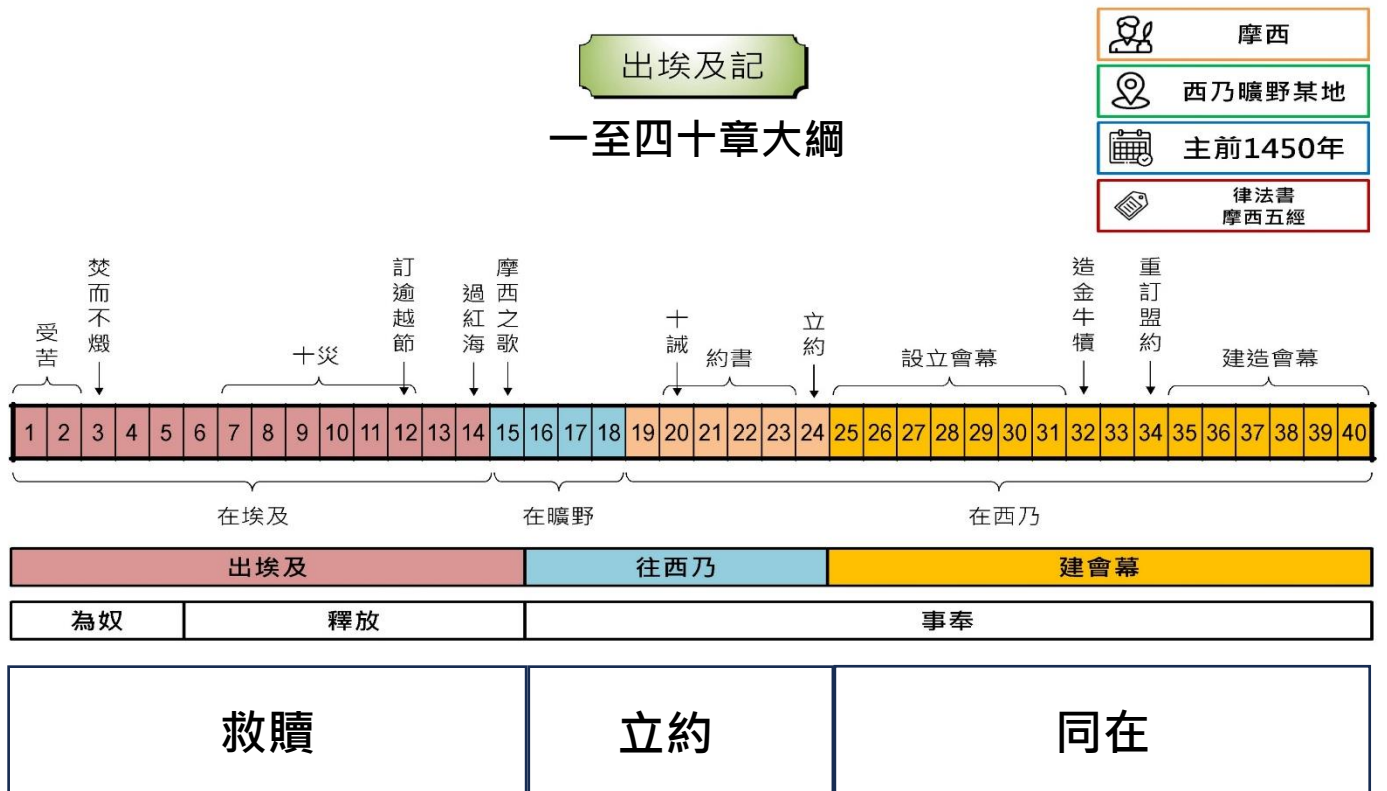 出埃及記
一至四十章大綱
摩西
西乃曠野某地
主前1450年
律法書
摩西五經
受苦
焚而不燬
十災
訂逾越節
過紅海
摩西之歌
十誡
約書
立約
設立會幕
造金牛犢
重訂盟約
建造會幕
1 2 3 4 5 6 7 8 9 10 11 12 13 14 15 16 17 18 19 20 21 22 23 24 25 26 27 28 29 30 31 32 33 34 35 36 37 38 39 40
在埃及
在曠野
在西乃
出埃及
往西乃
建會幕
為奴
釋放
事奉
救贖
立約
同在